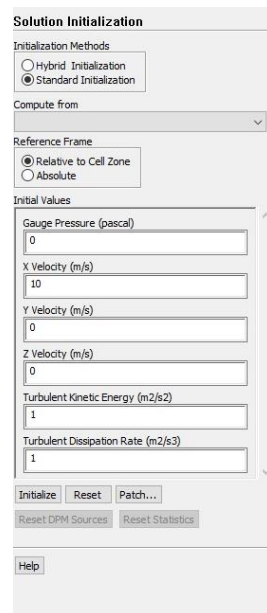 Solution Initialization
Initialization Methods
Hybrid Initialization
Standard Initialization
Compute from
Reference Frame
Relative to Cell Zone
Absolute
Initial Values
Gauge Pressure (pascal)
0
X Velocity (m/s)
10
Y Velocity (m/s)
0
Z Velocity (m/s)
0
Turbulent Kinetic Energy (m2/s2)
1
Turbulent Dissipation Rate (m2/s3)
1
Initialize Reset Patch...
Reset DPM Sources Reset Statistics
Help